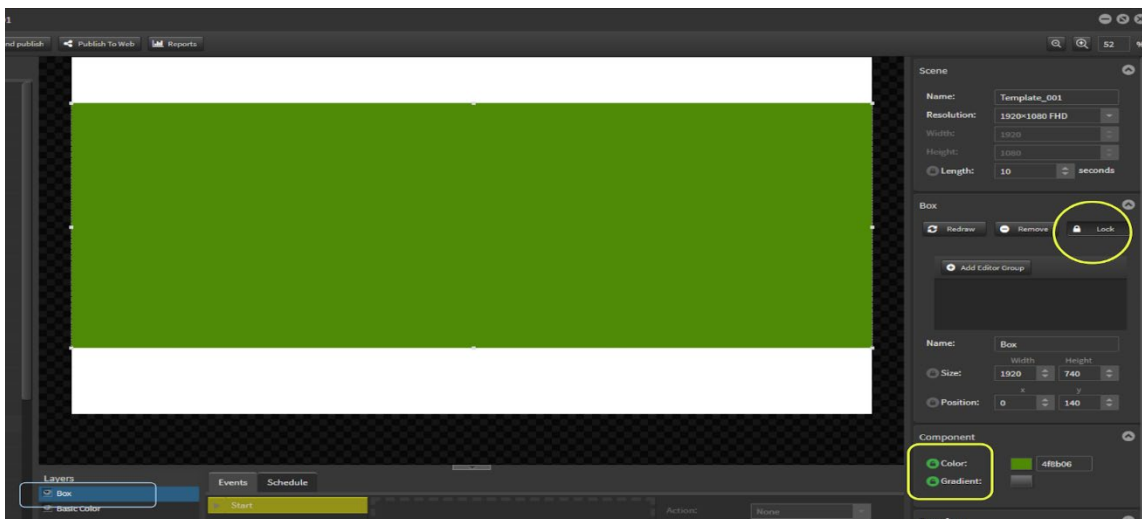 nd publish Publish To Web Reports
52 %
Scene
Name: Template_001
Resolution: 1920×1080 FHD
Width: 1920
Height: 1080
Length: 10 seconds
Box
Redraw Remove Lock
Add Editor Group
Name: Box
Width Height
Size: 1920 740
x y
Position: 0 140
Component
Color: 4f8b06
Gradient:
Layers
Box
Basic Color
Events Schedule
Start
Action: None